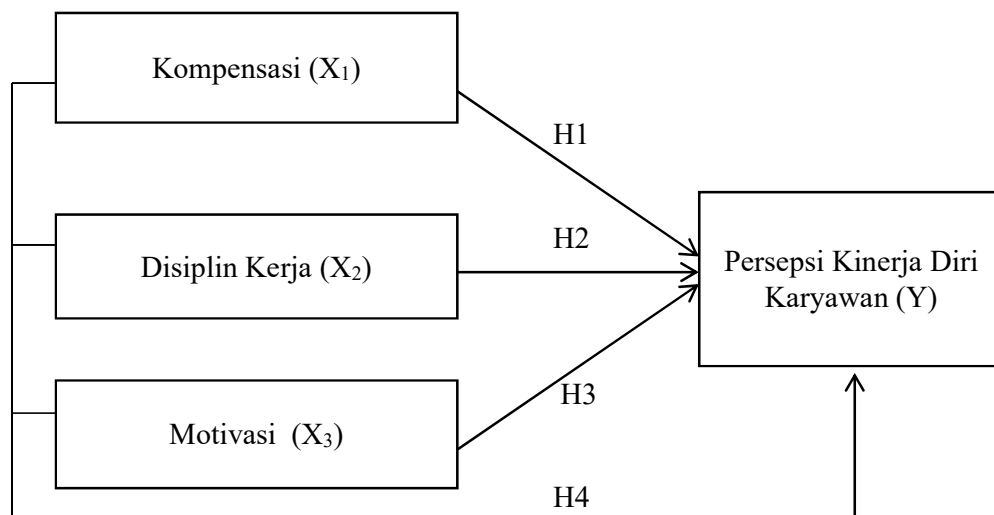 Kompensasi (X₁)
H1
Disiplin Kerja (X₂)
H2
Persepsi Kinerja Diri
Karyawan (Y)
H3
Motivasi (X₃)
H4